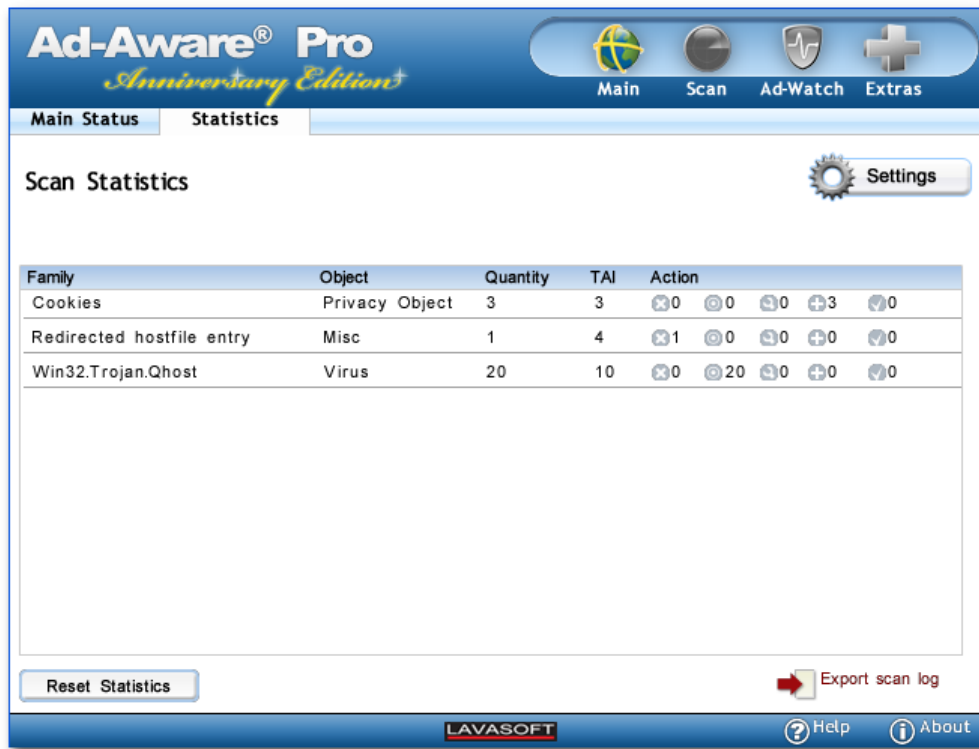 Ad-Aware® Pro
Anniversary Edition
Main Scan Ad-Watch Extras
Main Status Statistics
Scan Statistics
Settings
Family Object Quantity TAI Action
Cookies Privacy Object 3 3 0 0 0 3 0
Redirected hostfile entry Misc 1 4 1 0 0 0 0
Win32.Trojan.Qhost Virus 20 10 0 20 0 0 0
Reset Statistics
Export scan log
LAVASOFT
Help
About